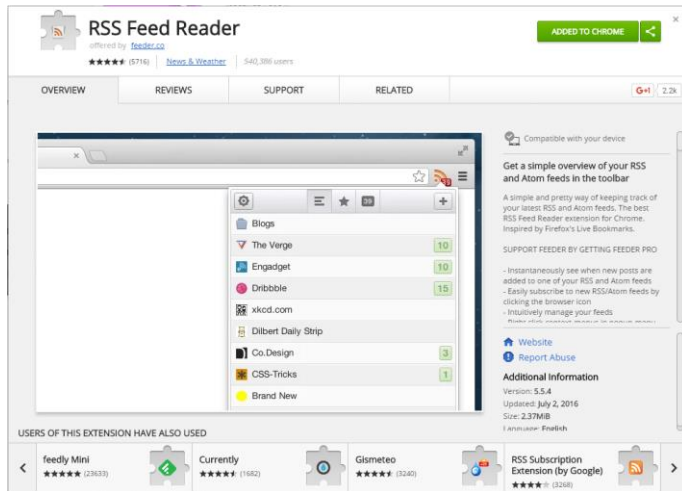 RSS Feed Reader
offered by feeder.co
(5716) News & Weather 540,386 users
ADDED TO CHROME
OVERVIEW REVIEWS SUPPORT RELATED
G+1 2.2k
Blogs
The Verge 10
Engadget 10
Dribbble 15
xkcd.com
Dilbert Daily Strip
Co.Design 3
CSS-Tricks 1
Brand New
Compatible with your device
Get a simple overview of your RSS
and Atom feeds in the toolbar
A simple and pretty way of keeping track of
your latest RSS and Atom feeds. The best
RSS Feed Reader extension for Chrome.
Inspired by Firefox's Live Bookmarks.
SUPPORT FEEDER BY GETTING FEEDER PRO
- Instantaneously see when new posts are
added to one of your RSS and Atom feeds
- Easily subscribe to new RSS/Atom feeds by
clicking the browser icon
- Intuitively manage your feeds
Website
Report Abuse
Additional Information
Version: 5.5.4
Updated: July 2, 2016
Size: 2.37MiB
Language: English
USERS OF THIS EXTENSION HAVE ALSO USED
feedly Mini
(23633)
Currently
(1682)
Gismeteo
(3240)
RSS Subscription
Extension (by Google)
(3268)